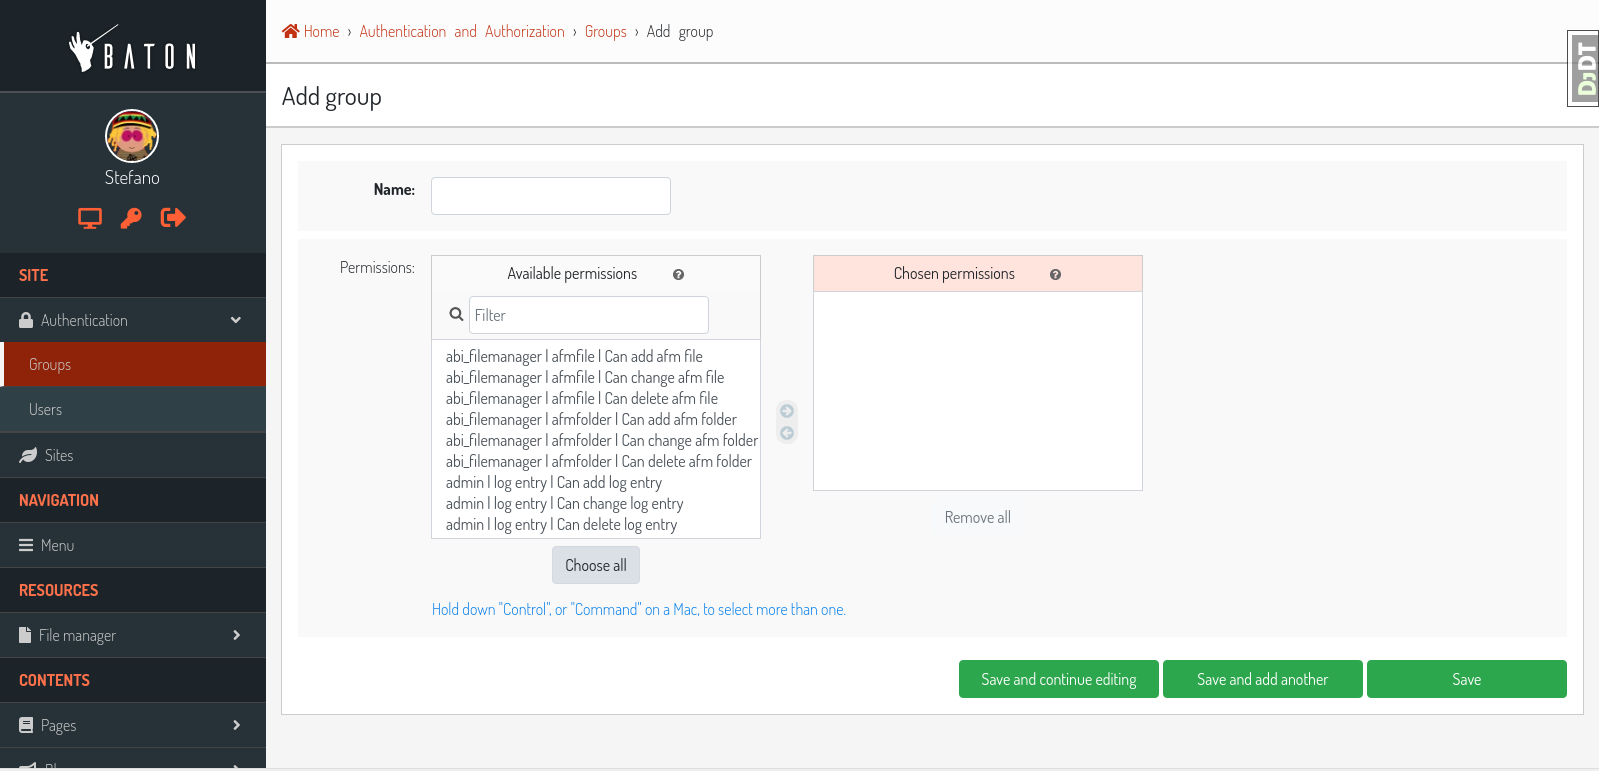 BATON
Stefano
SITE
Authentication
Groups
Users
Sites
NAVIGATION
Menu
RESOURCES
File manager
CONTENTS
Pages
Home › Authentication and Authorization › Groups › Add group
DjDT
Add group
Name:
Permissions:
Available permissions
Filter
abi_filemanager | afmfile | Can add afm file
abi_filemanager | afmfile | Can change afm file
abi_filemanager | afmfile | Can delete afm file
abi_filemanager | afmfolder | Can add afm folder
abi_filemanager | afmfolder | Can change afm folder
abi_filemanager | afmfolder | Can delete afm folder
admin | log entry | Can add log entry
admin | log entry | Can change log entry
admin | log entry | Can delete log entry
Choose all
Chosen permissions
Remove all
Hold down "Control", or "Command" on a Mac, to select more than one.
Save and continue editing
Save and add another
Save